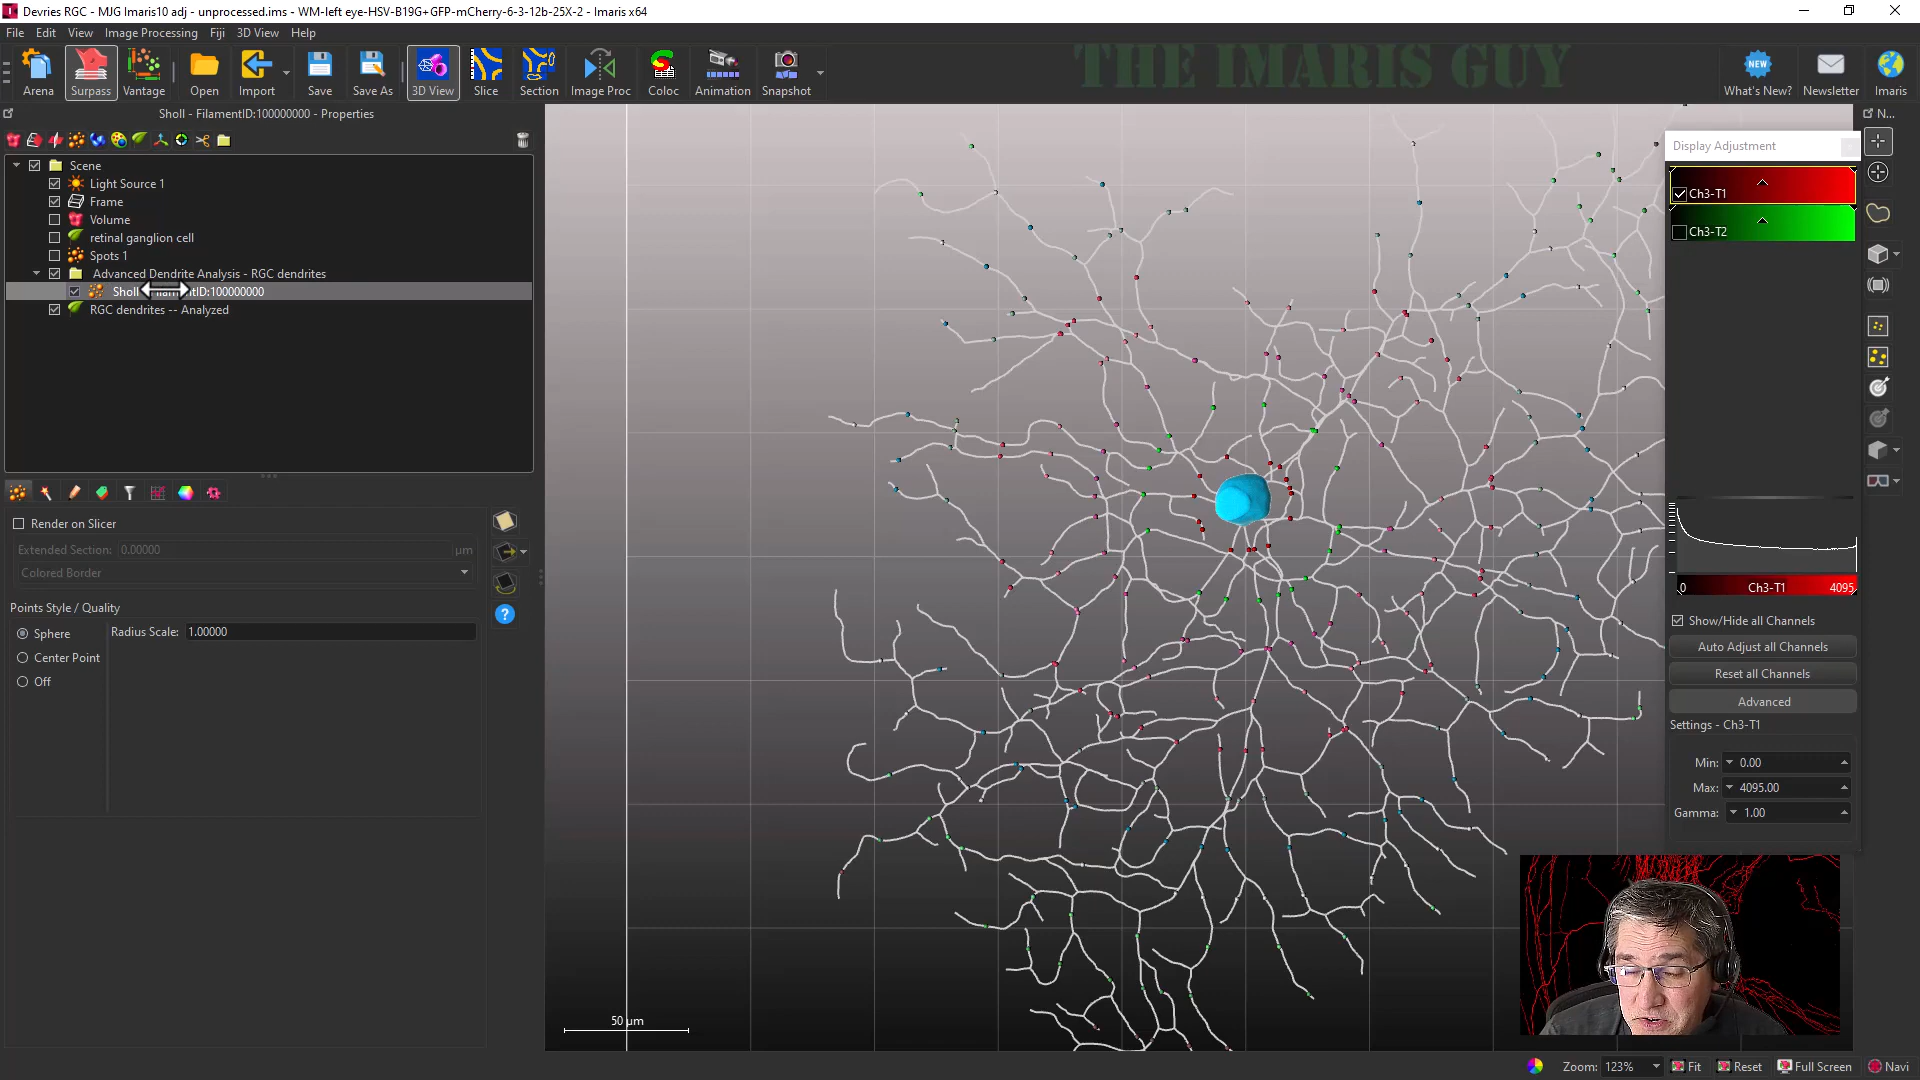 Devries RGC - MJG Imaris10 adj - unprocessed.ims - WM-left eye-HSV-B19G+GFP-mCherry-6-3-12b-25X-2 - Imaris x64
File Edit View Image Processing Fiji 3D View Help
THE IMARIS GUY
Arena Surpass Vantage Open Import Save Save As 3D View Slice Section Image Proc Coloc Animation Snapshot NEW What's New? Newsletter Imaris
Sholl - FilamentID:100000000 - Properties
N...
Scene
Light Source 1
Frame
Volume
retinal ganglion cell
Spots 1
Advanced Dendrite Analysis - RGC dendrites
Sholl ID:100000000
RGC dendrites -- Analyzed
Render on Slicer
Extended Section: 0.00000 µm
Colored Border
Points Style / Quality
Sphere Radius Scale: 1.00000
Center Point
Off
?
50 µm
Display Adjustment
Ch3-T1
Ch3-T2
0 Ch3-T1 4095
Show/Hide all Channels
Auto Adjust all Channels
Reset all Channels
Advanced
Settings - Ch3-T1
Min: 0.00
Max: 4095.00
Gamma: 1.00
Zoom: 123% Fit Reset Full Screen Navi